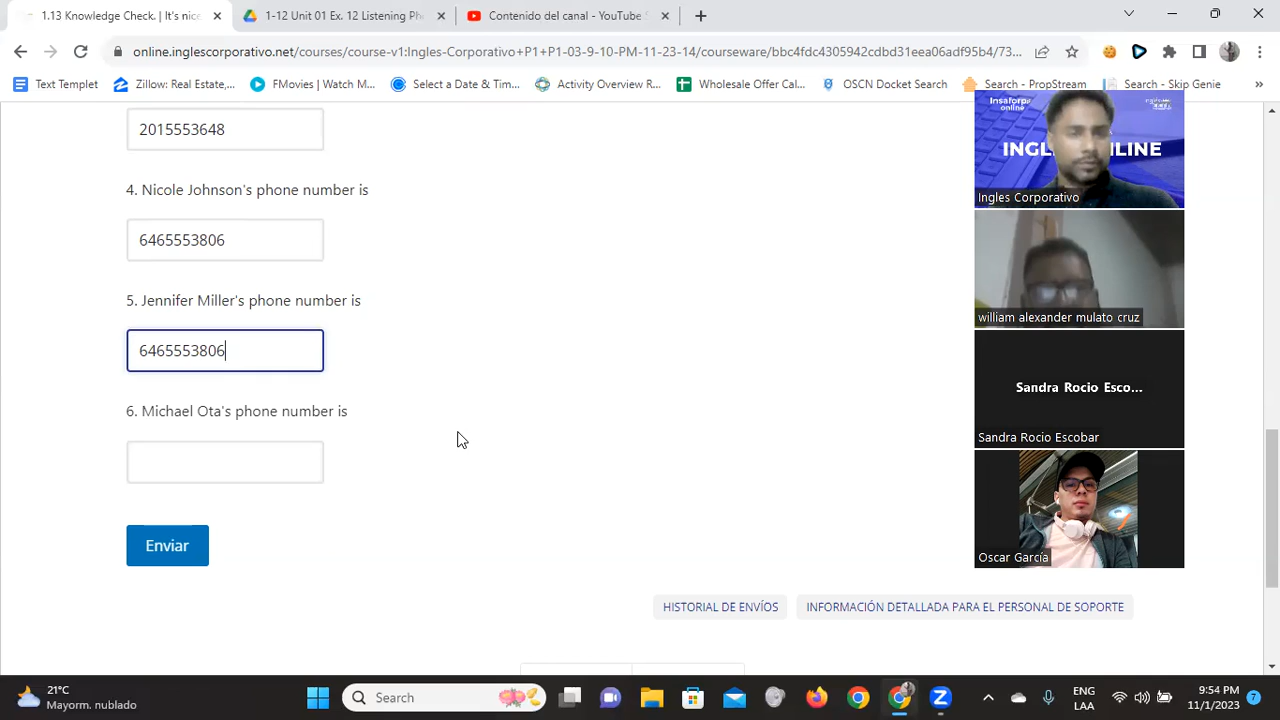 1.13 Knowledge Check. | It's nice
1-12 Unit 01 Ex. 12 Listening Ph
Contenido del canal - YouTube S
online.inglescorporativo.net/courses/course-v1:Ingles-Corporativo+P1+P1-03-9-10-PM-11-23-14/courseware/bbc4fdc4305942cdbd31eea06adf95b4/73...
Text Templet
Zillow: Real Estate,...
FMovies | Watch M...
Select a Date & Tim...
Activity Overview R...
Wholesale Offer Cal...
OSCN Docket Search
Search - PropStream
Search - Skip Genie
»
2015553648
4. Nicole Johnson's phone number is
6465553806
5. Jennifer Miller's phone number is
6465553806
6. Michael Ota's phone number is
Enviar
HISTORIAL DE ENVÍOS
INFORMACIÓN DETALLADA PARA EL PERSONAL DE SOPORTE
Insaforp
online
Ingles Corporativo
william alexander mulato cruz
Sandra Rocio Esco...
Sandra Rocio Escobar
Oscar García
21°C
Mayorm. nublado
Search
ENG
LAA
9:54 PM
11/1/2023
7